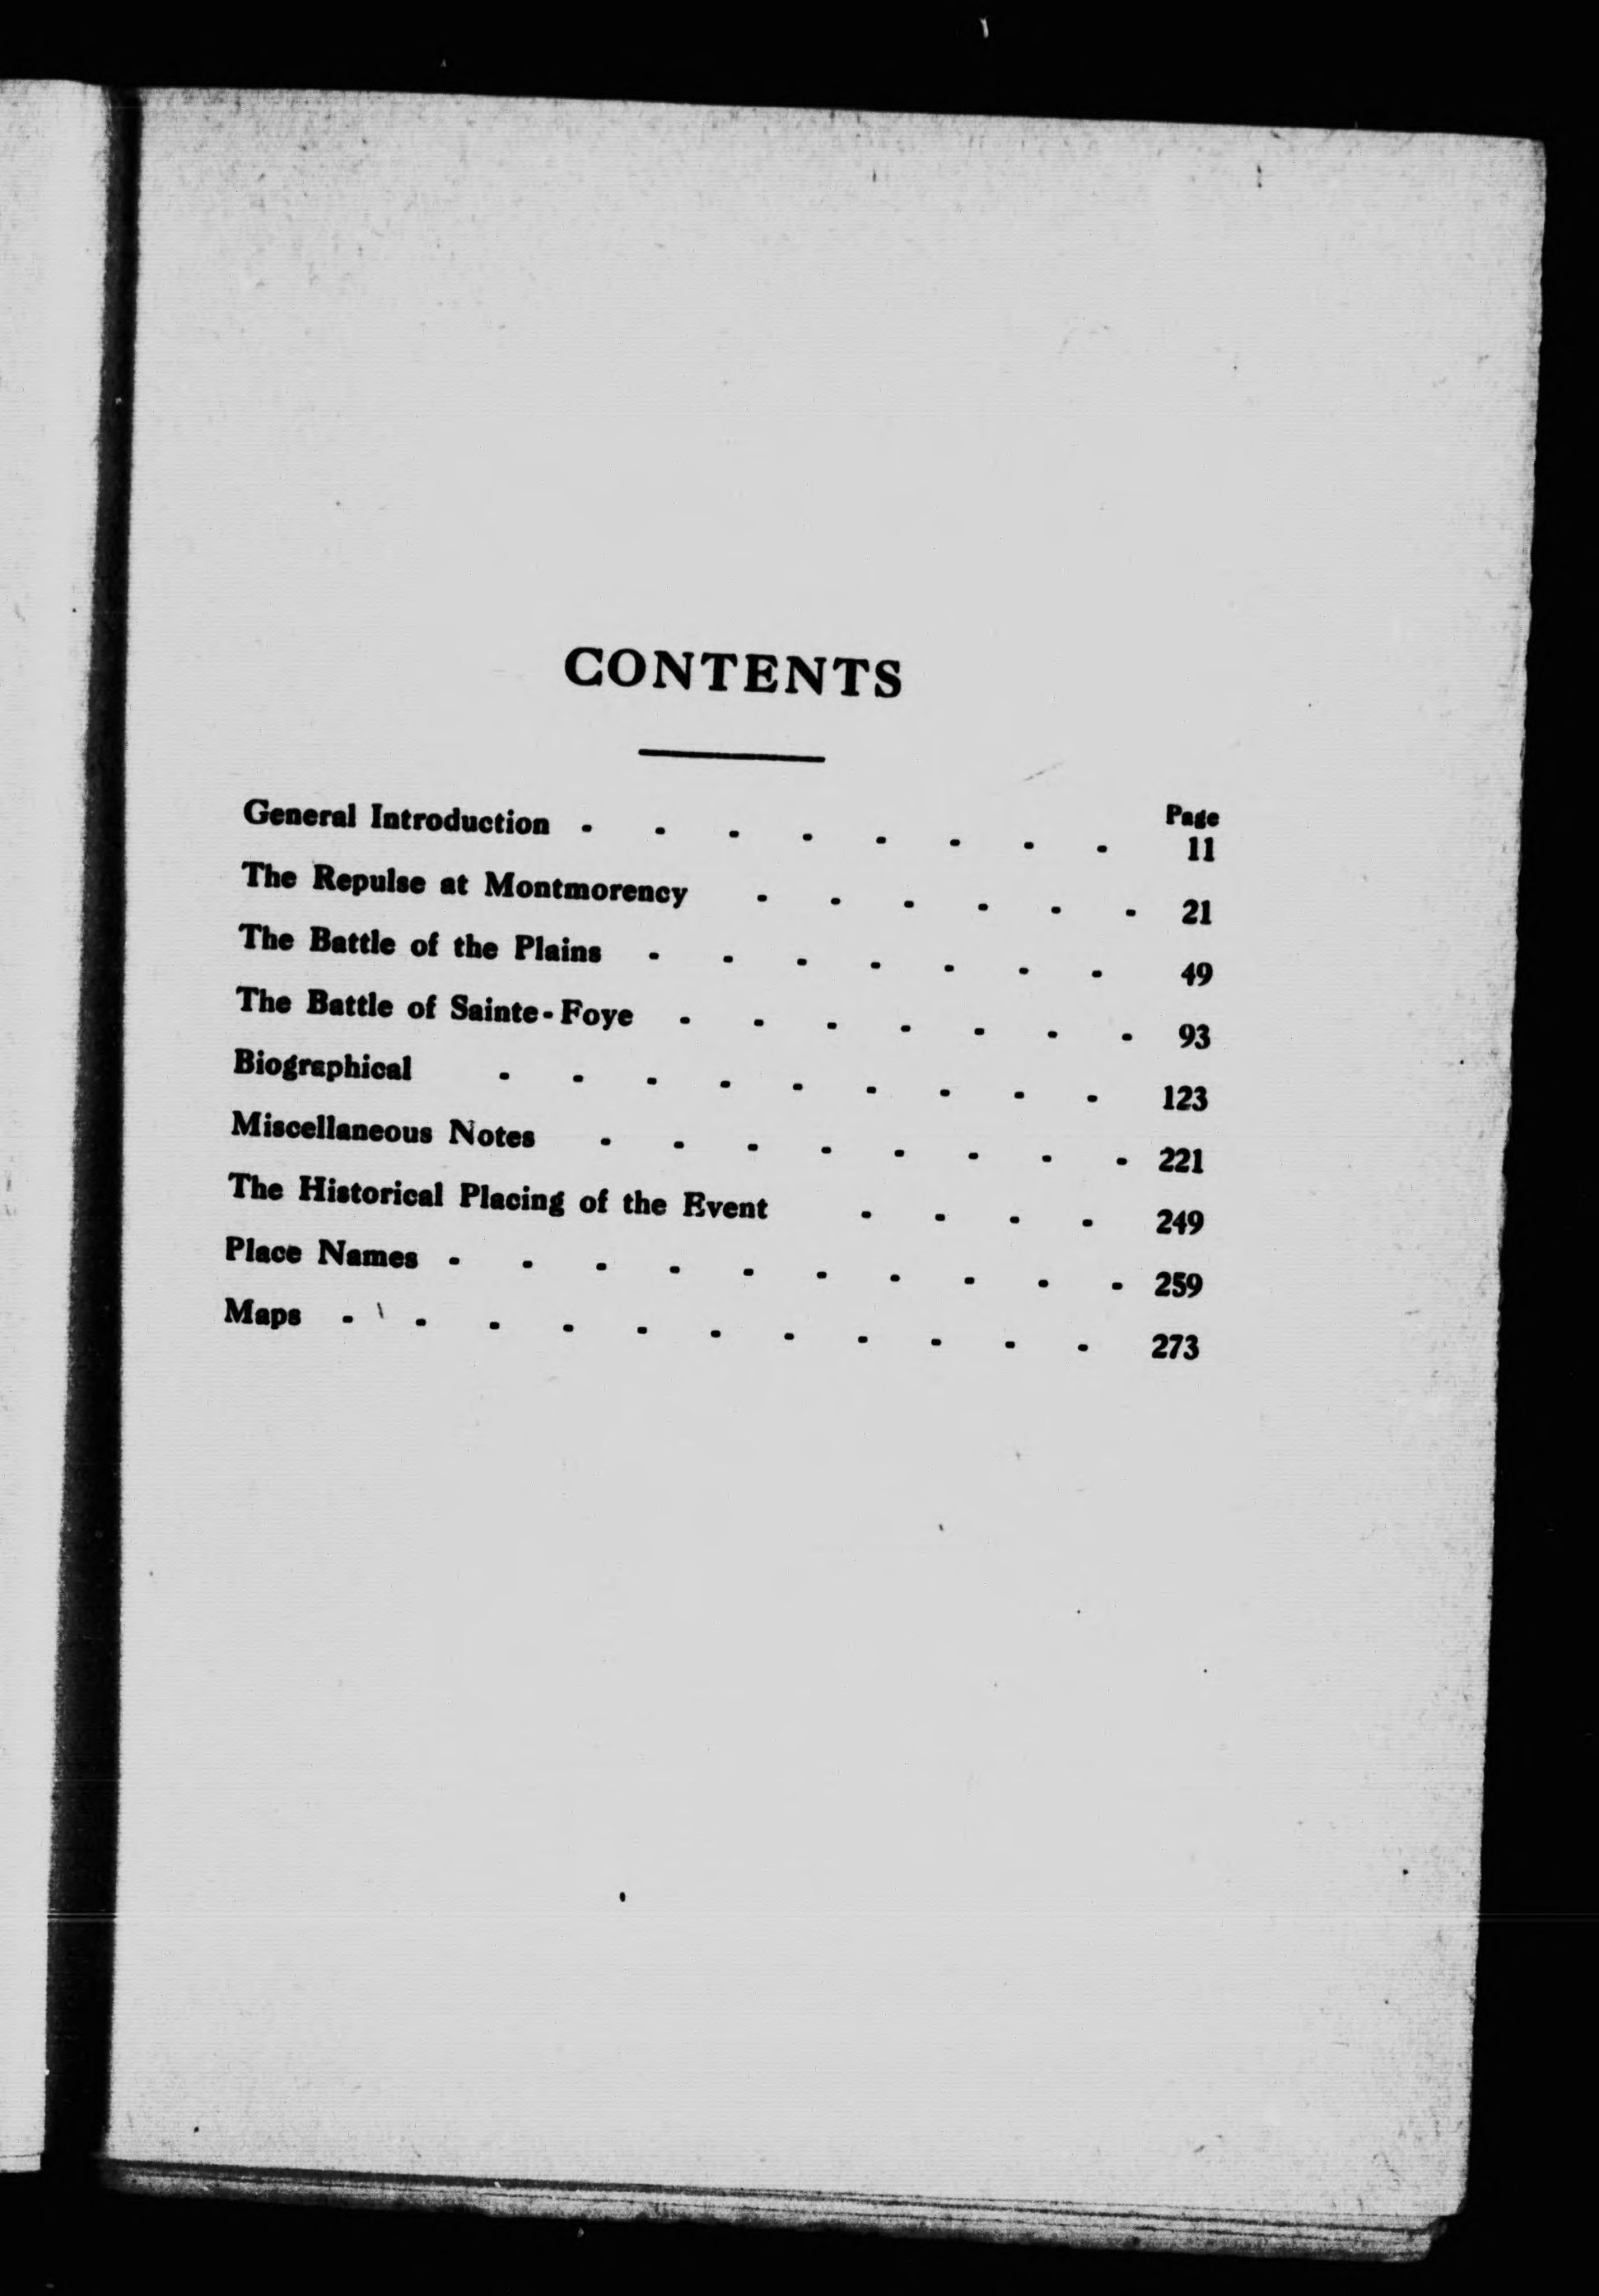 CONTENTS
Page
General Introduction - - - - - - - - 11
The Repulse at Montmorency - - - - - - 21
The Battle of the Plains - - - - - - - 49
The Battle of Sainte-Foye - - - - - - - 93
Biographical - - - - - - - - - 123
Miscellaneous Notes - - - - - - - - 221
The Historical Placing of the Event - - - - 249
Place Names - - - - - - - - - - 259
Maps - - - - - - - - - - - 273